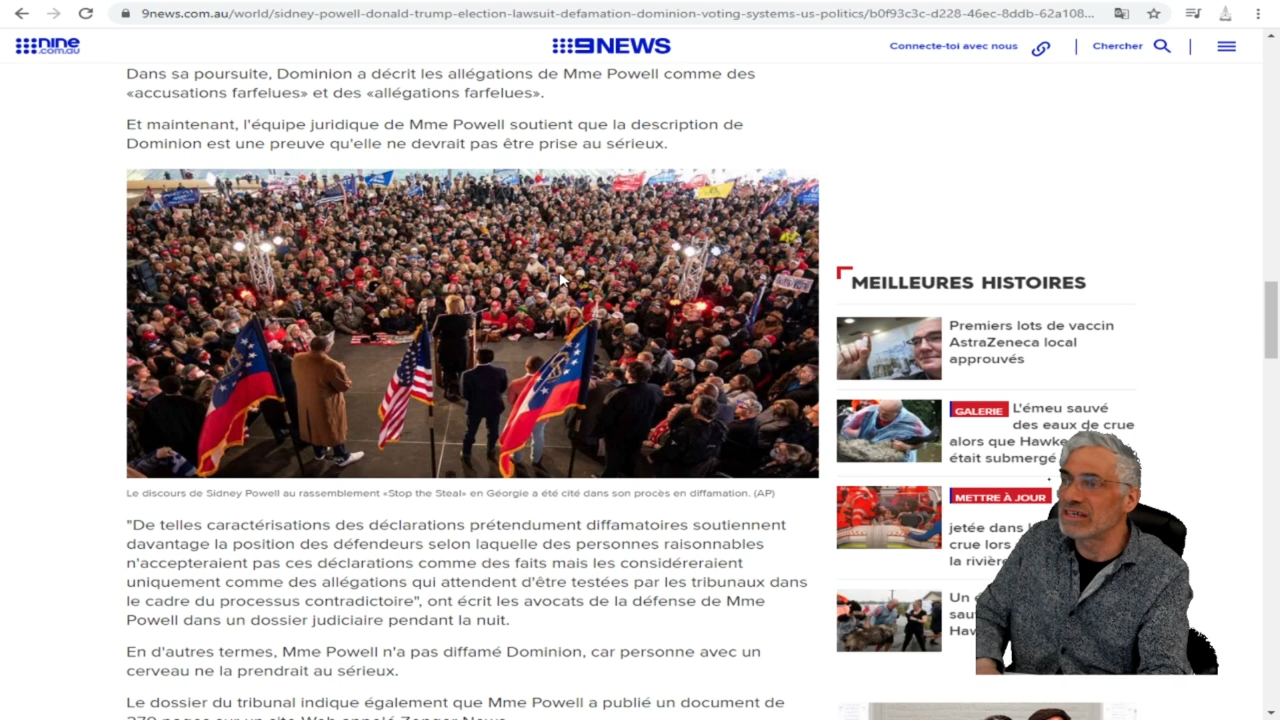 9news.com.au/world/sidney-powell-donald-trump-election-lawsuit-defamation-dominion-voting-systems-us-politics/b0f93c3c-d228-46ec-8ddb-62a108...
nine
.com.au
9NEWS
Connecte-toi avec nous
Chercher
Dans sa poursuite, Dominion a décrit les allégations de Mme Powell comme des
«accusations farfelues» et des «allégations farfelues».
Et maintenant, l'équipe juridique de Mme Powell soutient que la description de
Dominion est une preuve qu'elle ne devrait pas être prise au sérieux.
Le discours de Sidney Powell au rassemblement «Stop the Steal» en Géorgie a été cité dans son procès en diffamation. (AP)
"De telles caractérisations des déclarations prétendument diffamatoires soutiennent
davantage la position des défendeurs selon laquelle des personnes raisonnables
n'accepteraient pas ces déclarations comme des faits mais les considéreraient
uniquement comme des allégations qui attendent d'être testées par les tribunaux dans
le cadre du processus contradictoire", ont écrit les avocats de la défense de Mme
Powell dans un dossier judiciaire pendant la nuit.
En d'autres termes, Mme Powell n'a pas diffamé Dominion, car personne avec un
cerveau ne la prendrait au sérieux.
Le dossier du tribunal indique également que Mme Powell a publié un document de
270 pages sur un site Web appelé Zenger News.
MEILLEURES HISTOIRES
Premiers lots de vaccin
AstraZeneca local
approuvés
GALERIE L'émeu sauvé
des eaux de crue
alors que Hawke
était submergé
METTRE À JOUR
jetée dans
crue lors
la rivière
Un
Haw